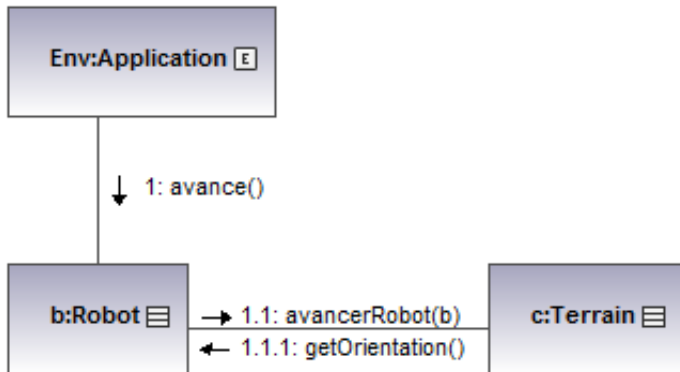 Env:Application E
1: avance()
b:Robot
1.1: avancerRobot(b)
c:Terrain
1.1.1: getOrientation()